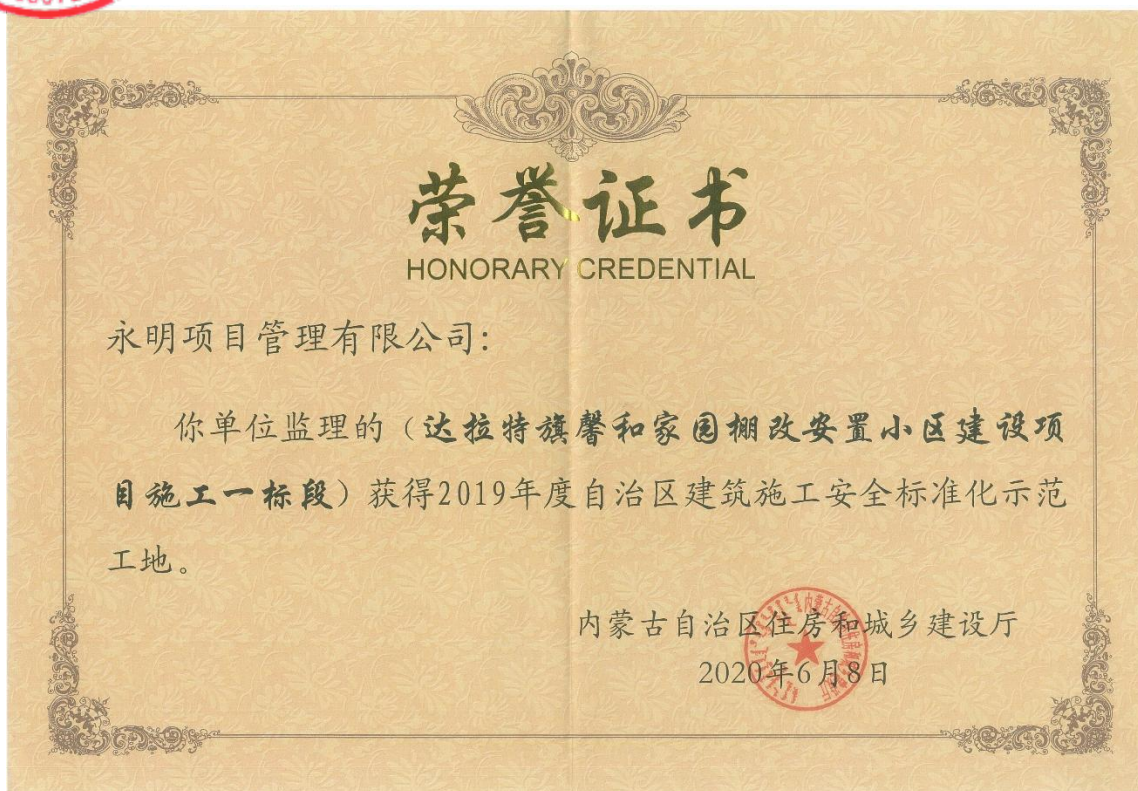 荣誉证书
HONORARY CREDENTIAL
永明项目管理有限公司:
你单位监理的（达拉特旗馨和家园棚改安置小区建设项
目施工一标段）获得2019年度自治区建筑施工安全标准化示范
工地。
内蒙古自治区住房和城乡建设厅
2020年6月8日